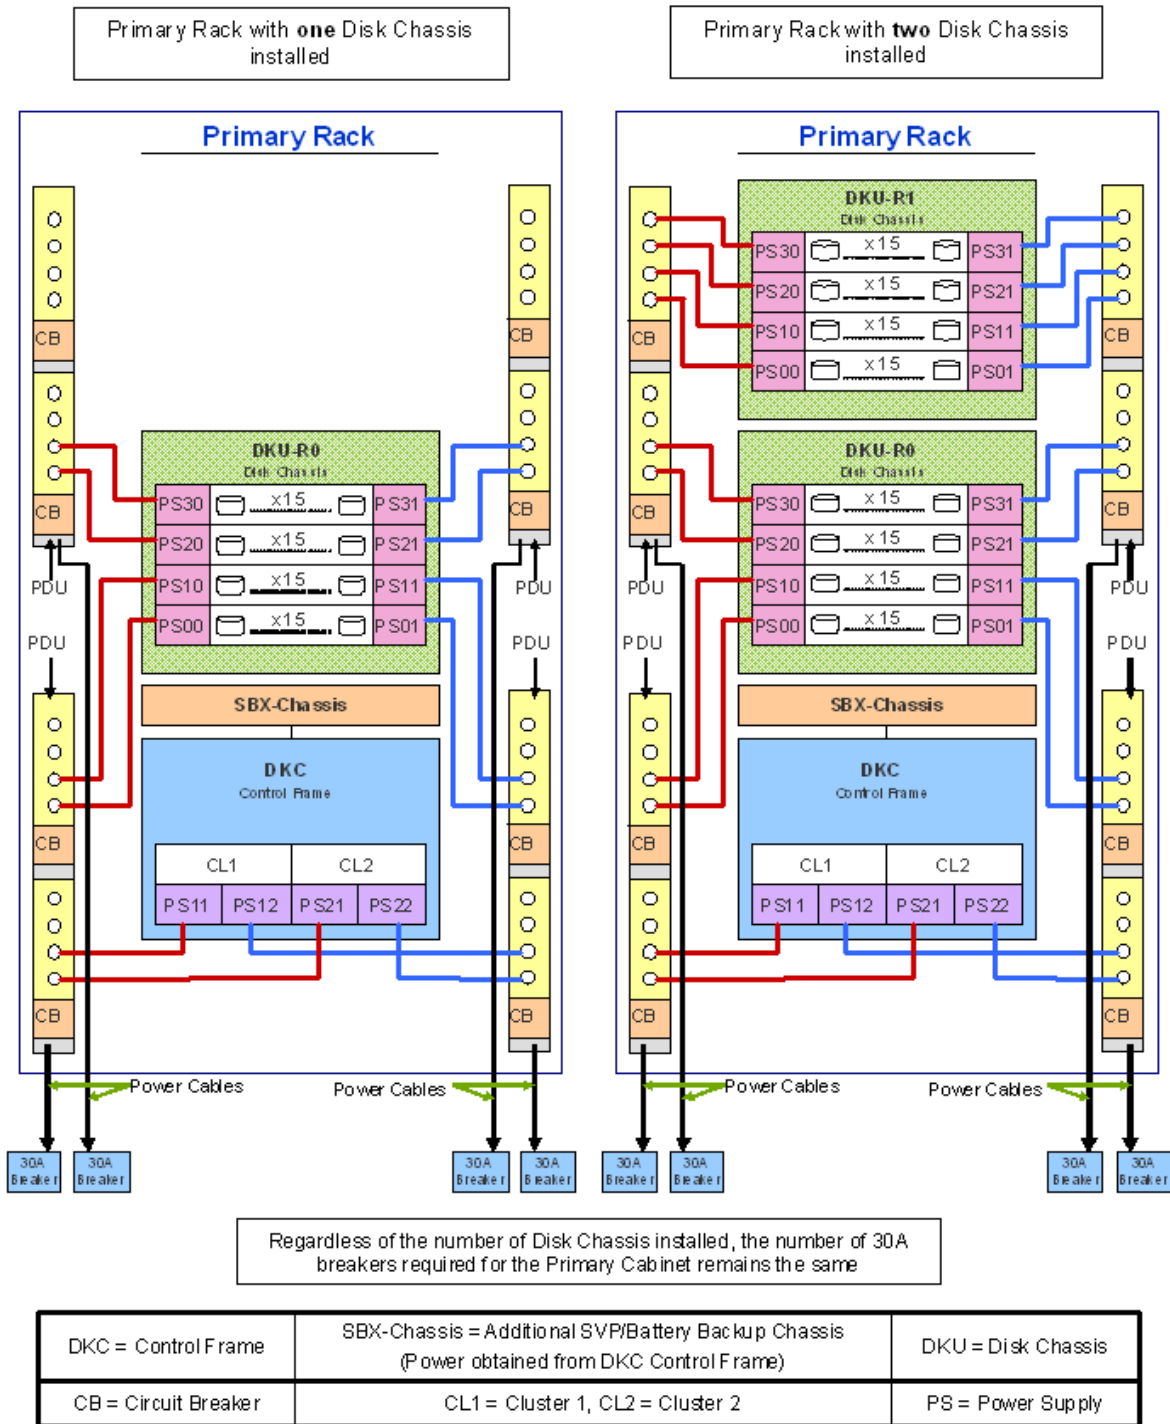 Primary Rack with one Disk Chassis
installed
Primary Rack with two Disk Chassis
installed
Primary Rack
CB
CB
PDU
PDU
CB
CB
DKU-R0
Disk Chassis
PS30 x15 PS31
PS20 x15 PS21
PS10 x15 PS11
PS00 x15 PS01
SBX-Chassis
DKC
Control Frame
CL1 CL2
PS11 PS12 PS21 PS22
CB
CB
PDU
PDU
CB
CB
Power Cables
Power Cables
30A
Breaker
30A
Breaker
30A
Breaker
30A
Breaker
Primary Rack
CB
CB
PDU
PDU
CB
CB
DKU-R1
Disk Chassis
PS30 x15 PS31
PS20 x15 PS21
PS10 x15 PS11
PS00 x15 PS01
DKU-R0
Disk Chassis
PS30 x15 PS31
PS20 x15 PS21
PS10 x15 PS11
PS00 x15 PS01
SBX-Chassis
DKC
Control Frame
CL1 CL2
PS11 PS12 PS21 PS22
CB
CB
PDU
PDU
CB
CB
Power Cables
Power Cables
30A
Breaker
30A
Breaker
30A
Breaker
30A
Breaker
Regardless of the number of Disk Chassis installed, the number of 30A
breakers required for the Primary Cabinet remains the same
DKC = Control Frame
SBX-Chassis = Additional SVP/Battery Backup Chassis
(Power obtained from DKC Control Frame)
DKU = Disk Chassis
CB = Circuit Breaker
CL1 = Cluster 1, CL2 = Cluster 2
PS = Power Supply